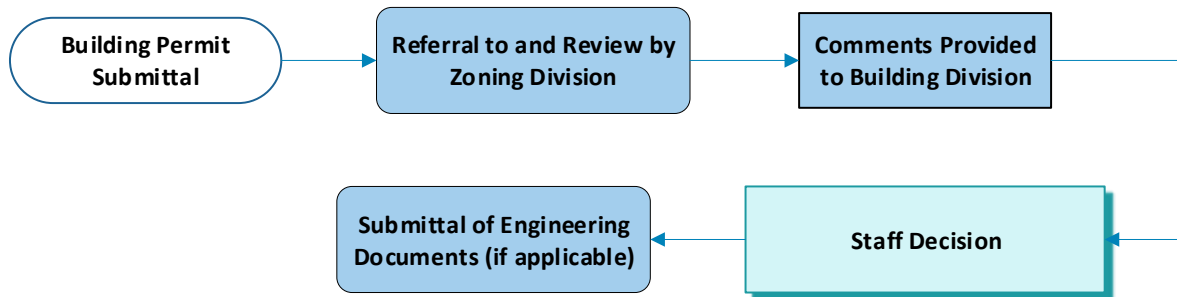 Building Permit
Submittal
Referral to and Review by
Zoning Division
Comments Provided
to Building Division
Staff Decision
Submittal of Engineering
Documents (if applicable)